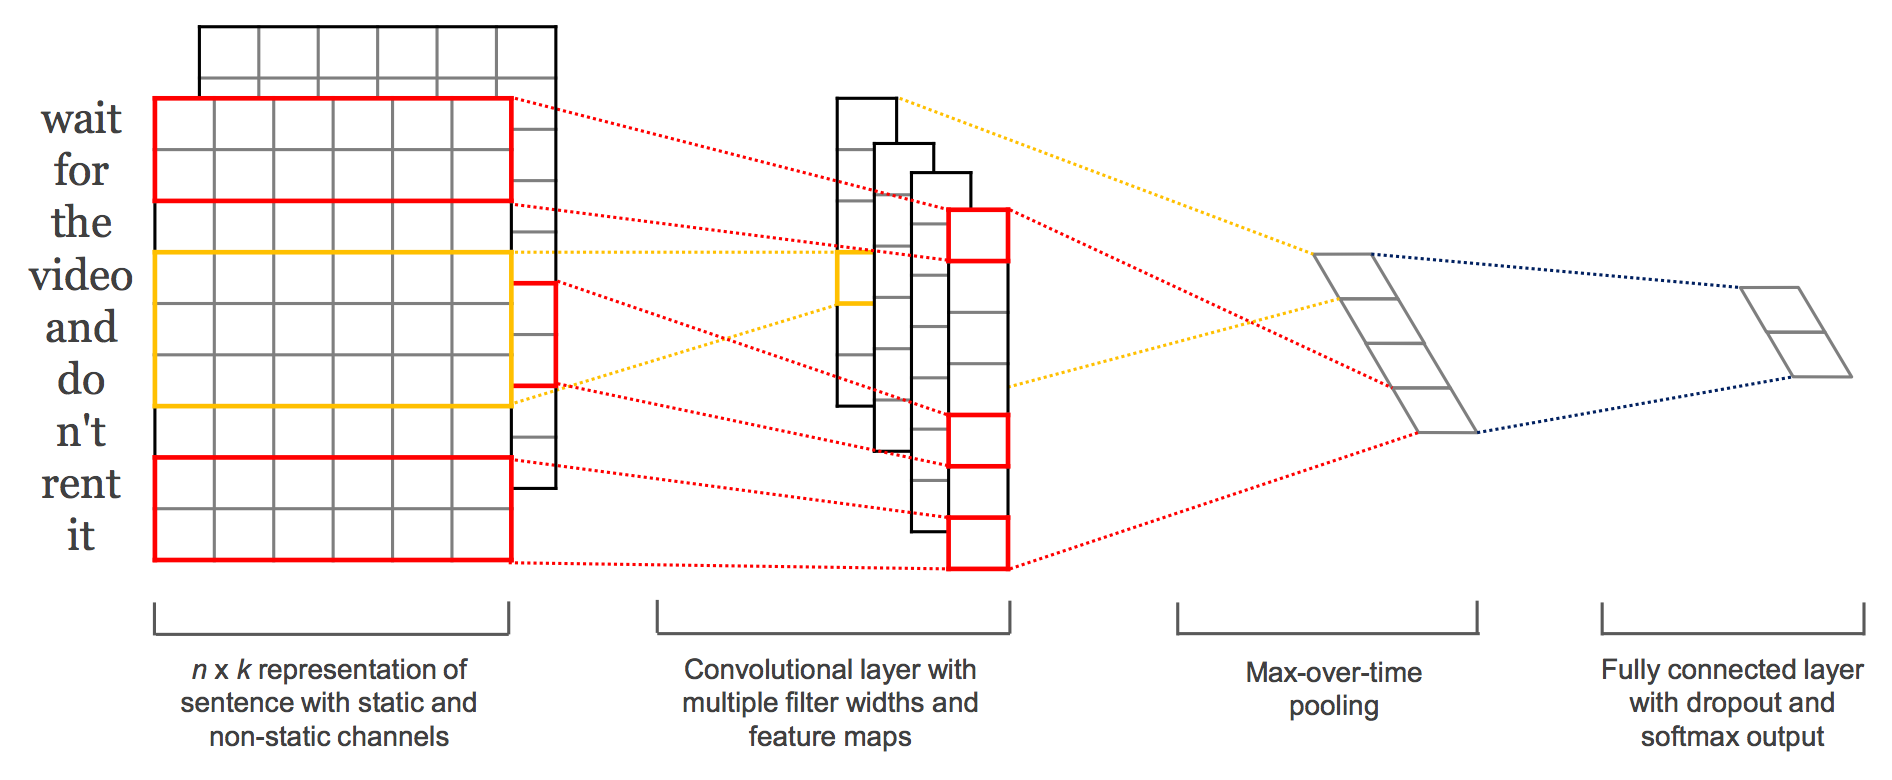 wait
for
the
video
and
do
n't
rent
it
n x k representation of
sentence with static and
non-static channels
Convolutional layer with
multiple filter widths and
feature maps
Max-over-time
pooling
Fully connected layer
with dropout and
softmax output